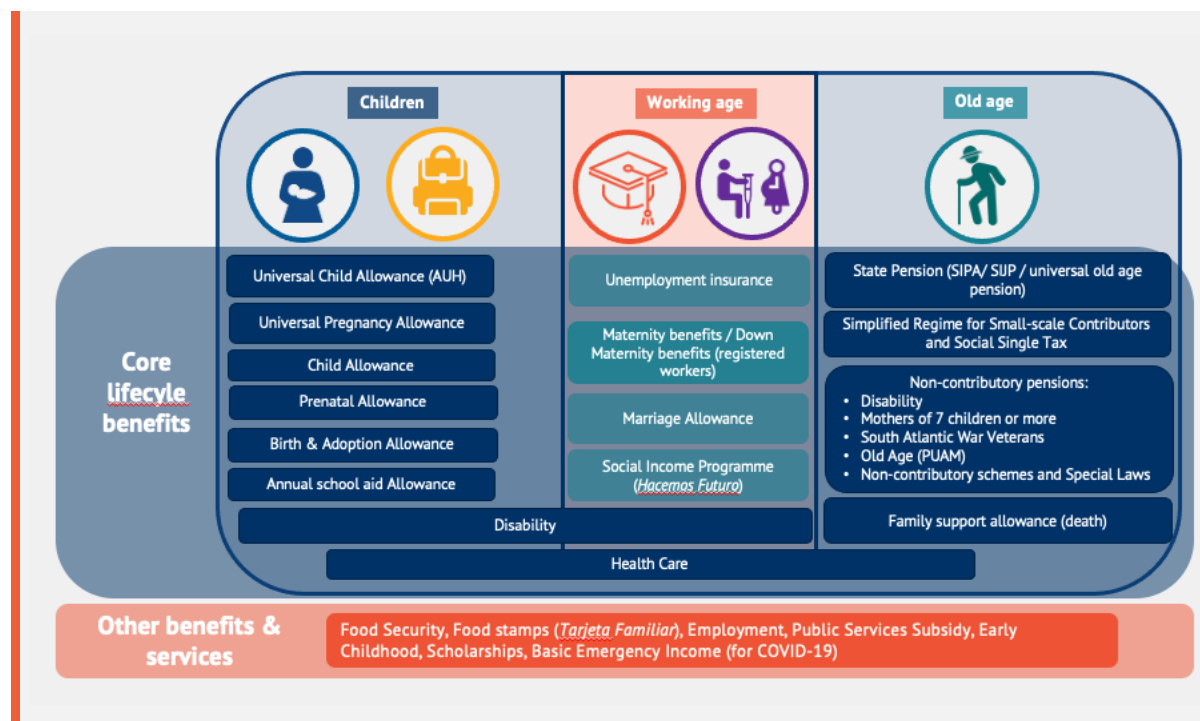 Children
Working age
Old age
Core
lifecyle
benefits
Universal Child Allowance (AUH)
Universal Pregnancy Allowance
Child Allowance
Prenatal Allowance
Birth & Adoption Allowance
Annual school aid Allowance
Unemployment insurance
Maternity benefits / Down
Maternity benefits (registered
workers)
Marriage Allowance
Social Income Programme
(Hacemos Futuro)
State Pension (SIPA/ SIJP / universal old age
pension)
Simplified Regime for Small-scale Contributors
and Social Single Tax
Non-contributory pensions:
• Disability
• Mothers of 7 children or more
• South Atlantic War Veterans
• Old Age (PUAM)
• Non-contributory schemes and Special Laws
Family support allowance (death)
Disability
Health Care
Other benefits &
services
Food Security, Food stamps (Tarjeta Familiar), Employment, Public Services Subsidy, Early
Childhood, Scholarships, Basic Emergency Income (for COVID-19)